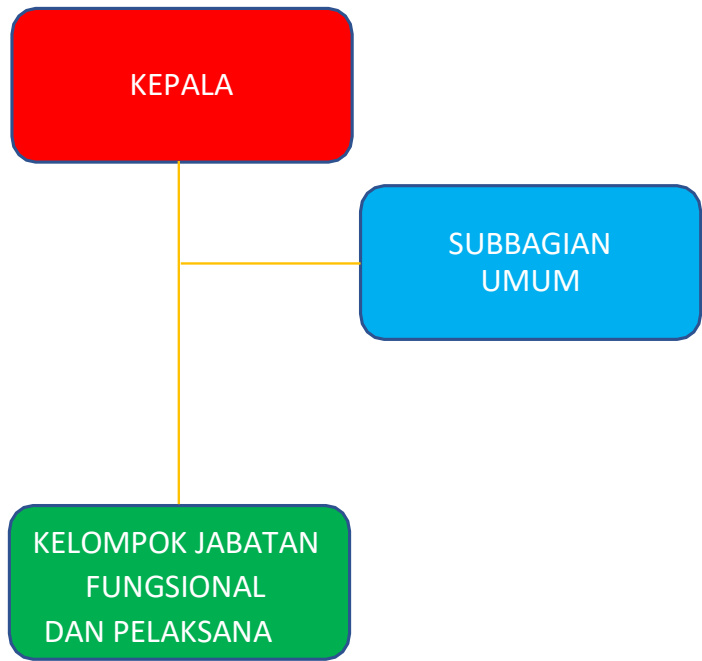 KEPALA
SUBBAGIAN
UMUM
KELOMPOK JABATAN
FUNGSIONAL
DAN PELAKSANA